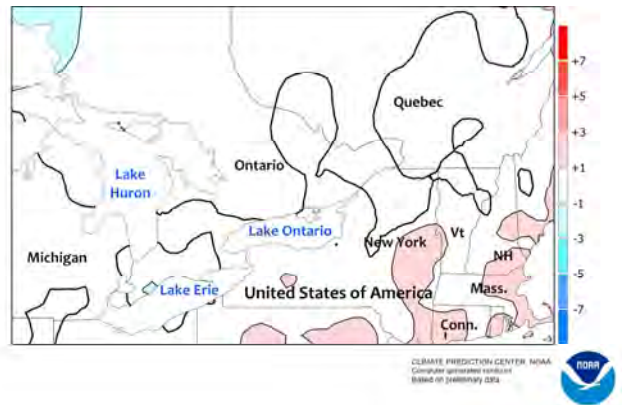 Quebec
Ontario
Lake
Huron
Lake Ontario
New York
Vt
Michigan
NH
Lake Erie
United States of America
Mass.
Conn.
+7
+5
+3
+1
-1
-3
-5
-7
CLIMATE PREDICTION CENTER, NOAA
Computer generated contours
Based on preliminary data
NOAA